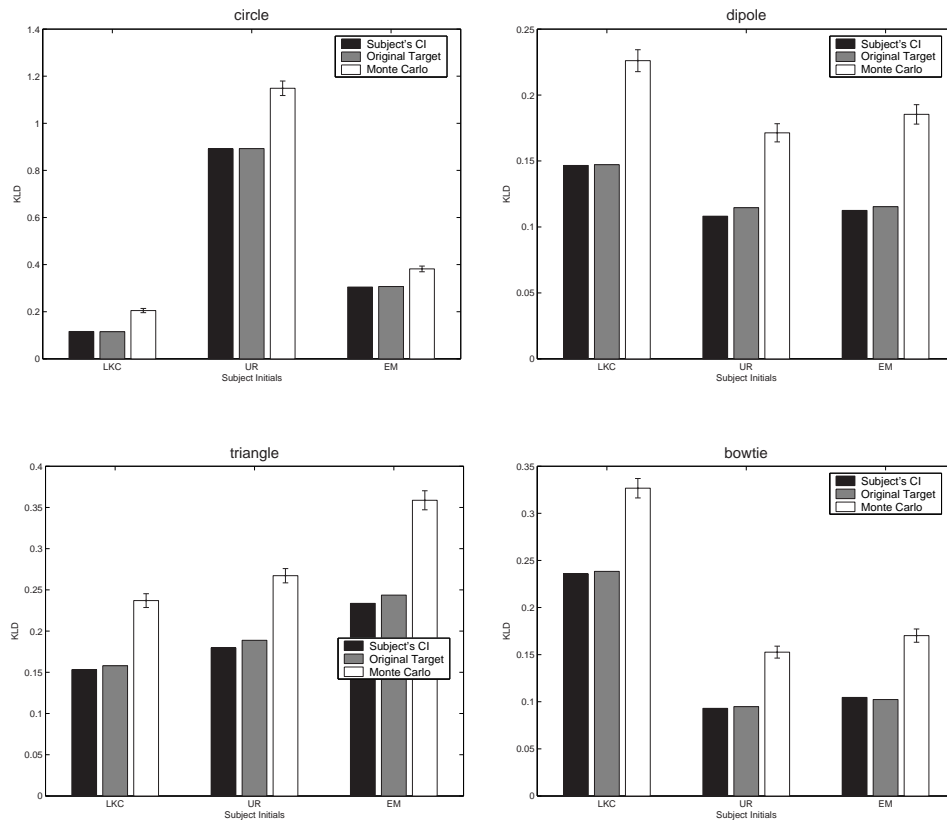 circle
1.4
1.2
1
0.8
0.6
0.4
0.2
0
KLD
Subject's CI
Original Target
Monte Carlo
LKC UR EM
Subject Initials
dipole
0.25
0.2
0.15
0.1
0.05
0
KLD
Subject's CI
Original Target
Monte Carlo
LKC UR EM
Subject Initials
triangle
0.4
0.35
0.3
0.25
0.2
0.15
0.1
0.05
0
KLD
Subject's CI
Original Target
Monte Carlo
LKC UR EM
Subject Initials
bowtie
0.35
0.3
0.25
0.2
0.15
0.1
0.05
0
KLD
Subject's CI
Original Target
Monte Carlo
LKC UR EM
Subject Initials